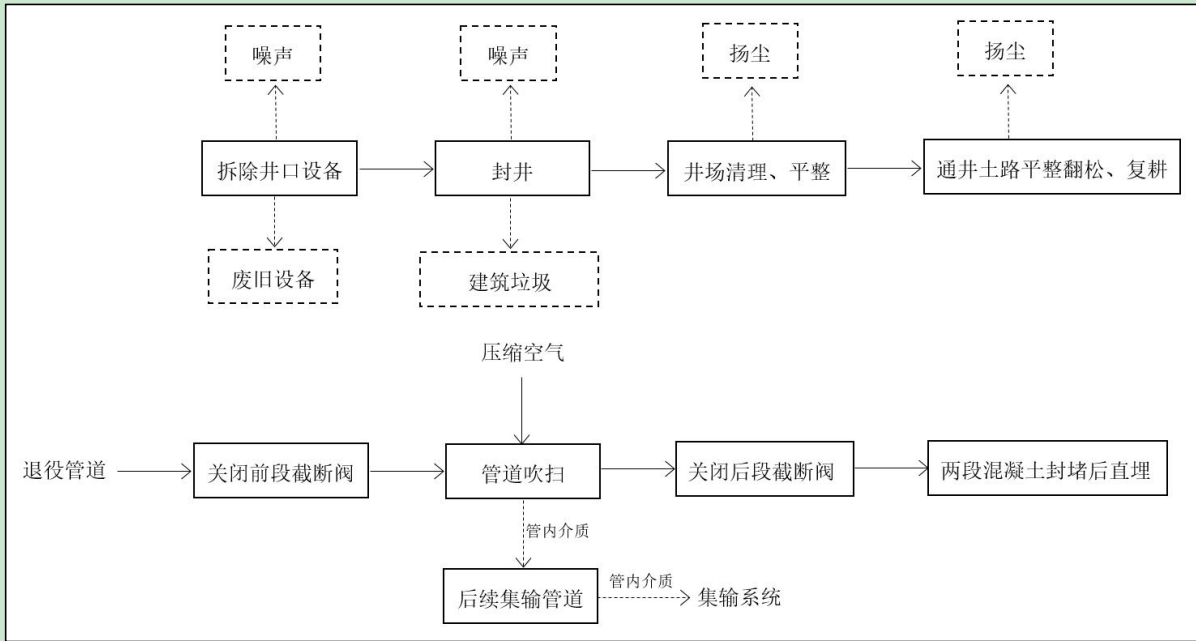 噪声
噪声
扬尘
扬尘
拆除井口设备
封井
井场清理、平整
通井土路平整翻松、复耕
废旧设备
建筑垃圾
压缩空气
退役管道
关闭前段截断阀
管道吹扫
关闭后段截断阀
两段混凝土封堵后直埋
管内介质
后续集输管道
管内介质
集输系统